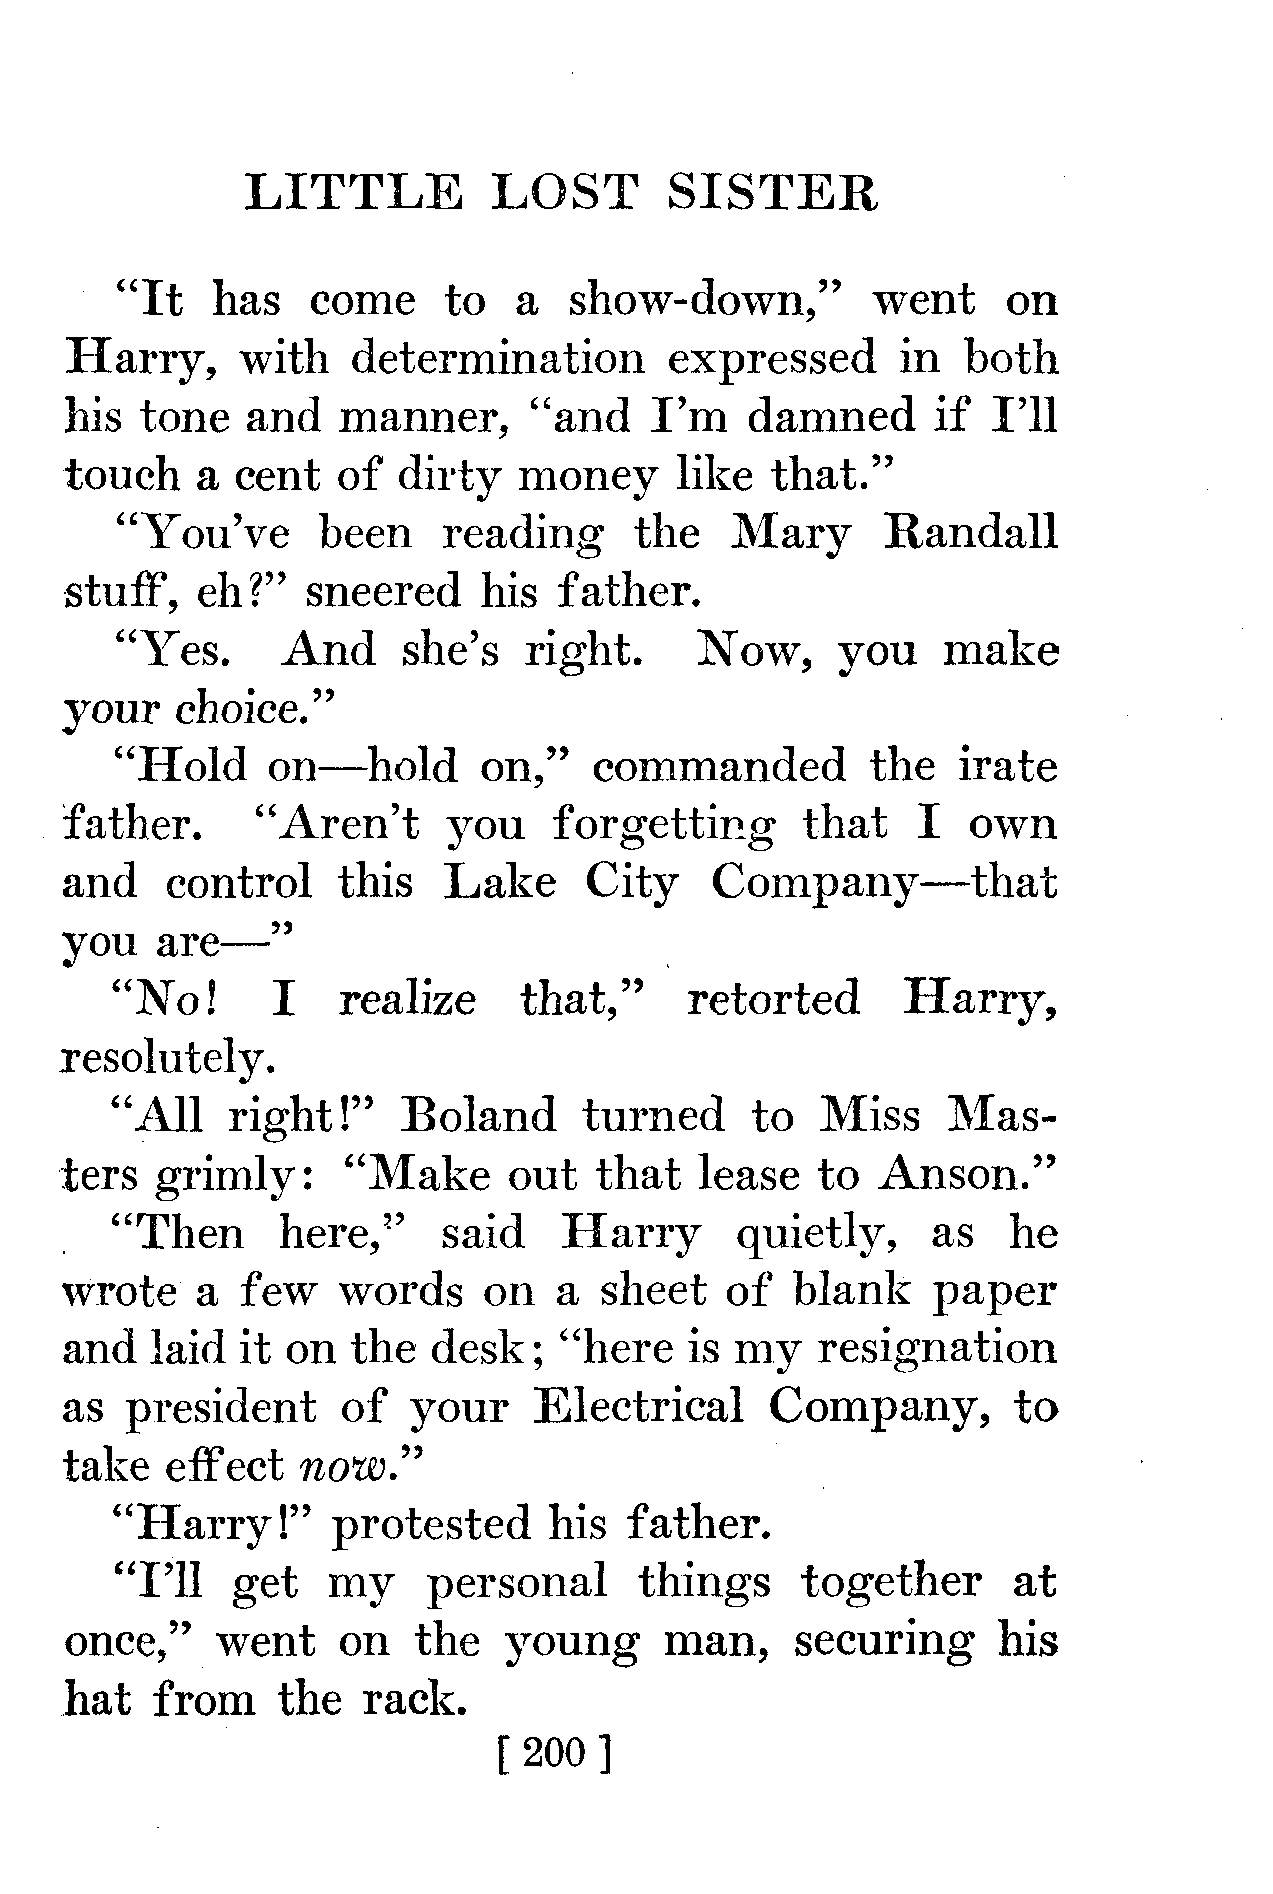 LITTLE LOST SISTER
“It has come to a show-down,” went on
Harry, with determination expressed in both
his tone and manner, “and I’m damned if I’ll
touch a cent of dirty money like that.”
“You’ve been reading the Mary Randall
stuff, eh?” sneered his father.
“Yes. And she’s right. Now, you make
your choice.”
“Hold on—hold on,” commanded the irate
father. “Aren’t you forgetting that I own
and control this Lake City Company—that
you are—”
“No! I realize that,” retorted Harry,
resolutely.
“All right!” Boland turned to Miss Mas-
ters grimly: “Make out that lease to Anson.”
“Then here,” said Harry quietly, as he
wrote a few words on a sheet of blank paper
and laid it on the desk; “here is my resignation
as president of your Electrical Company, to
take effect now.”
“Harry!” protested his father.
“I’ll get my personal things together at
once,” went on the young man, securing his
hat from the rack.
[ 200 ]